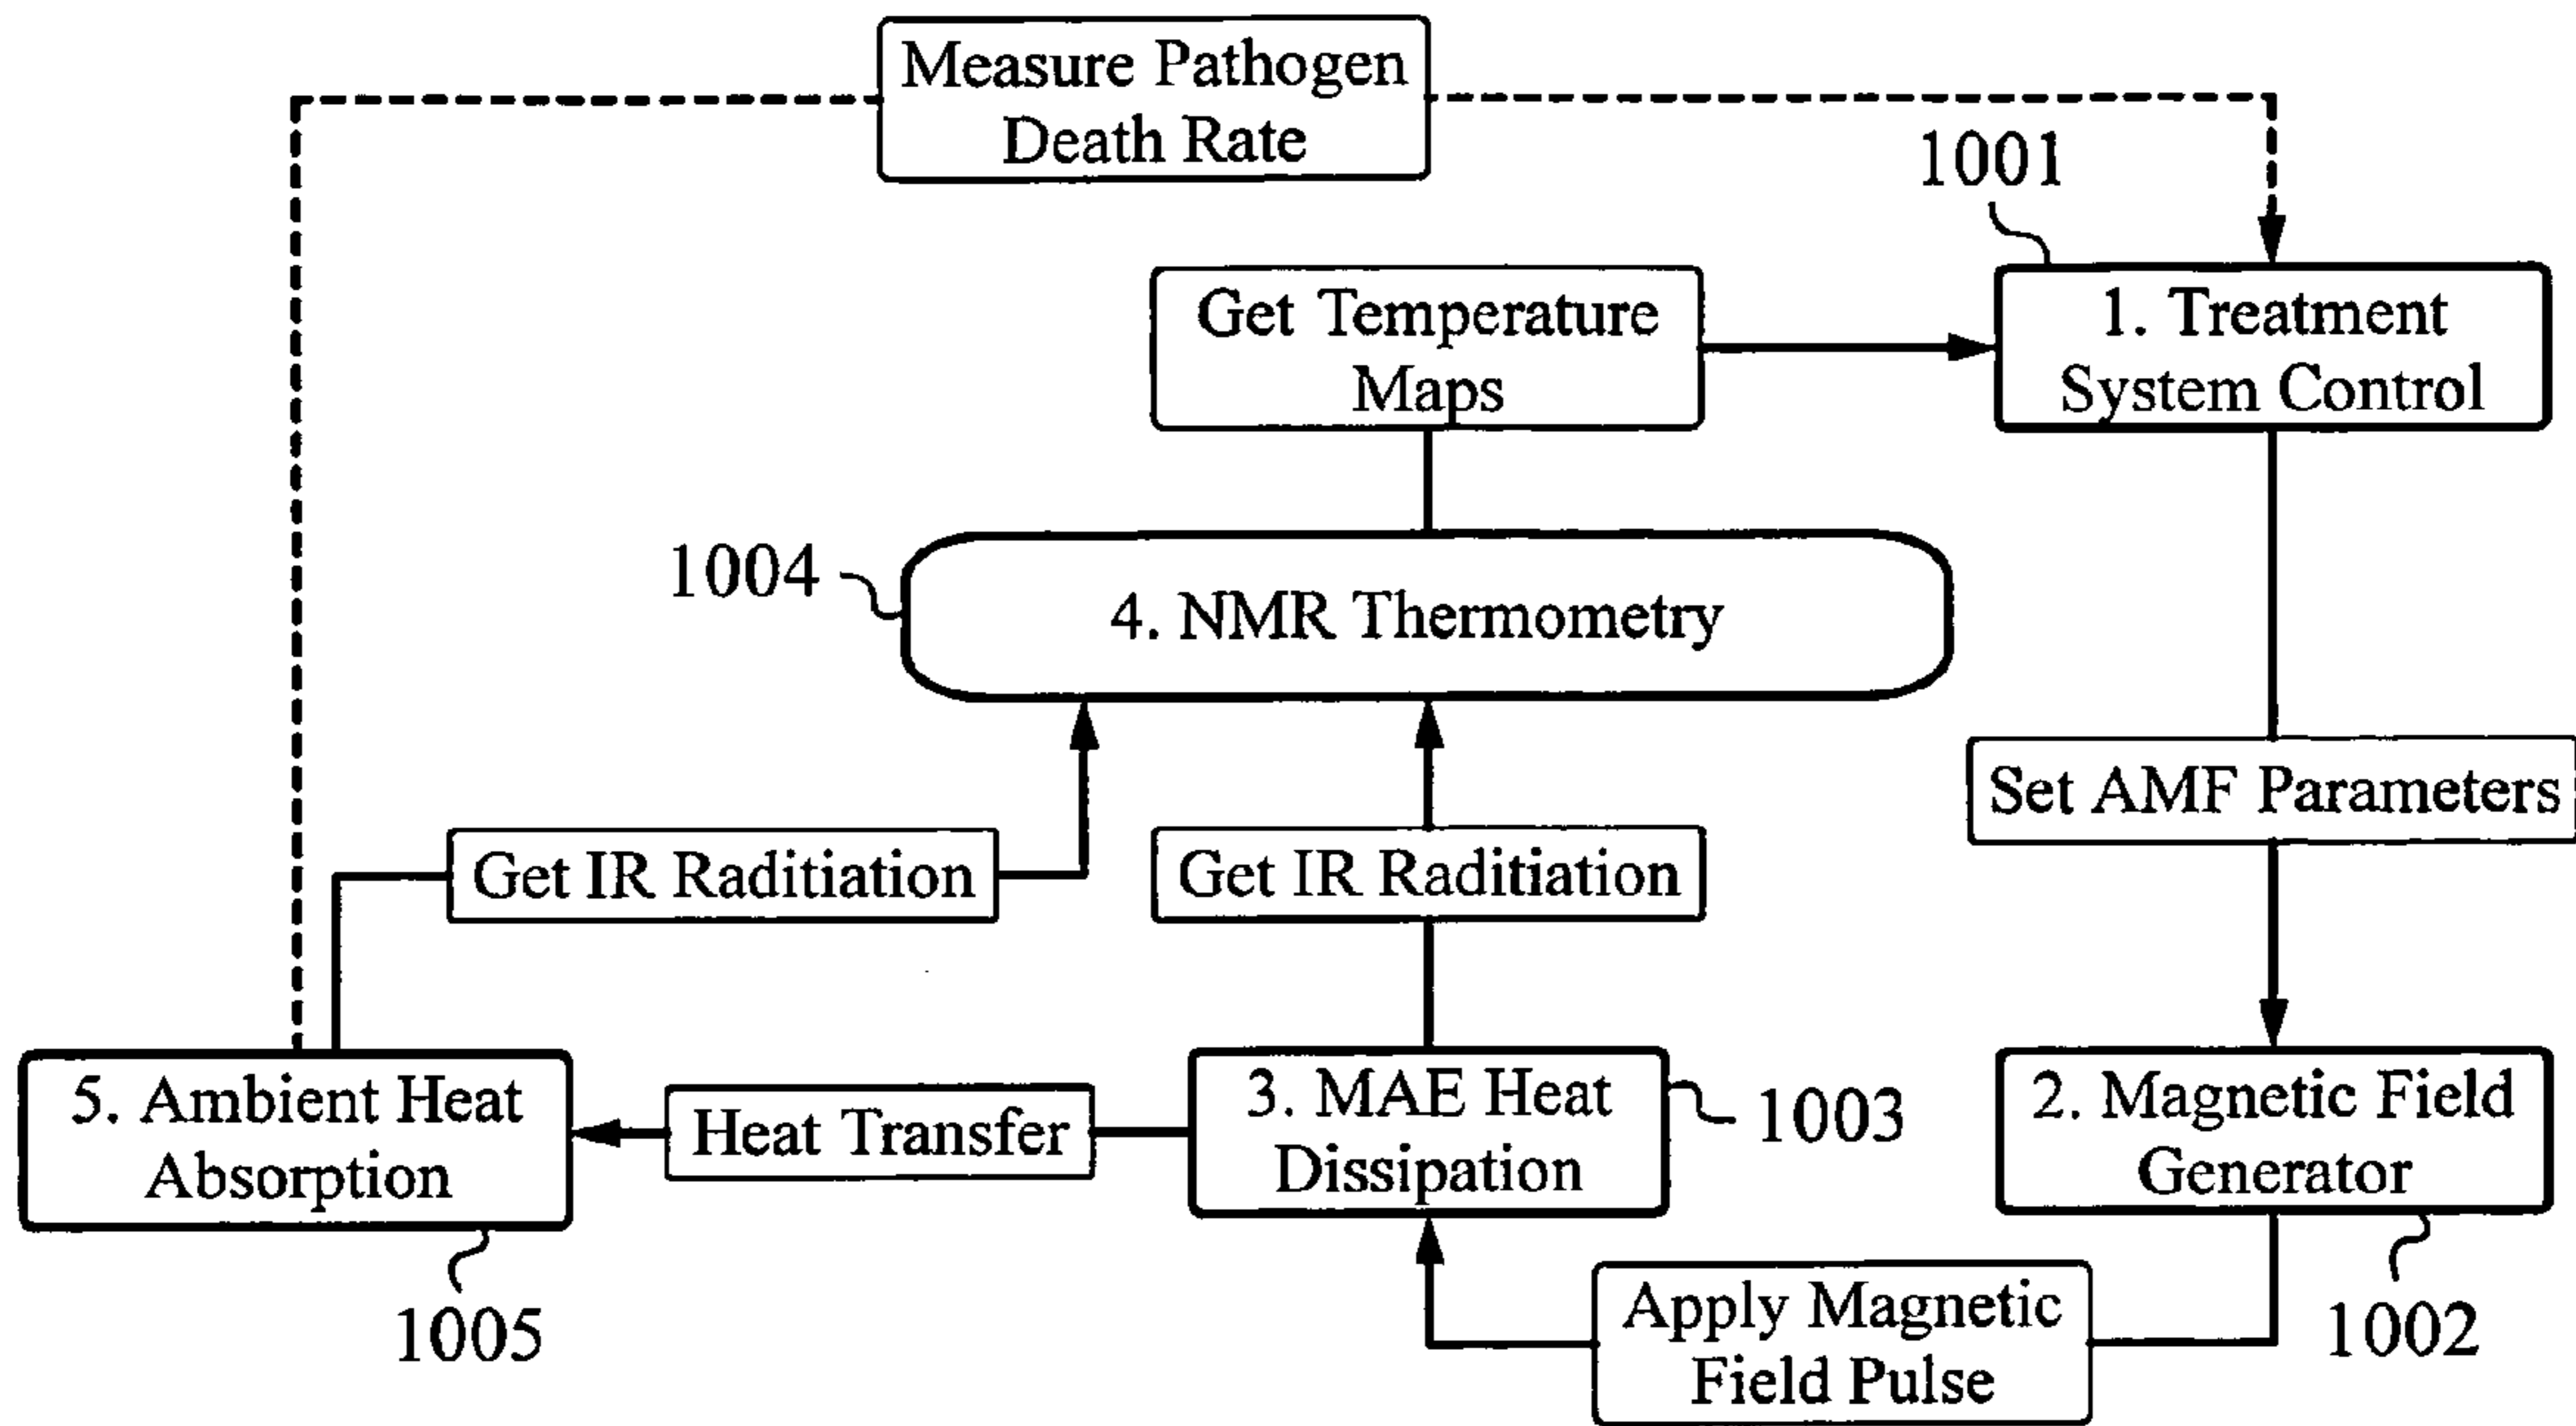 Measure Pathogen
Death Rate
1001
Get Temperature
Maps
1. Treatment
System Control
1004
4. NMR Thermometry
Set AMF Parameters
Get IR Raditiation
Get IR Raditiation
5. Ambient Heat
Absorption
Heat Transfer
3. MAE Heat
Dissipation
1003
2. Magnetic Field
Generator
1005
Apply Magnetic
Field Pulse
1002